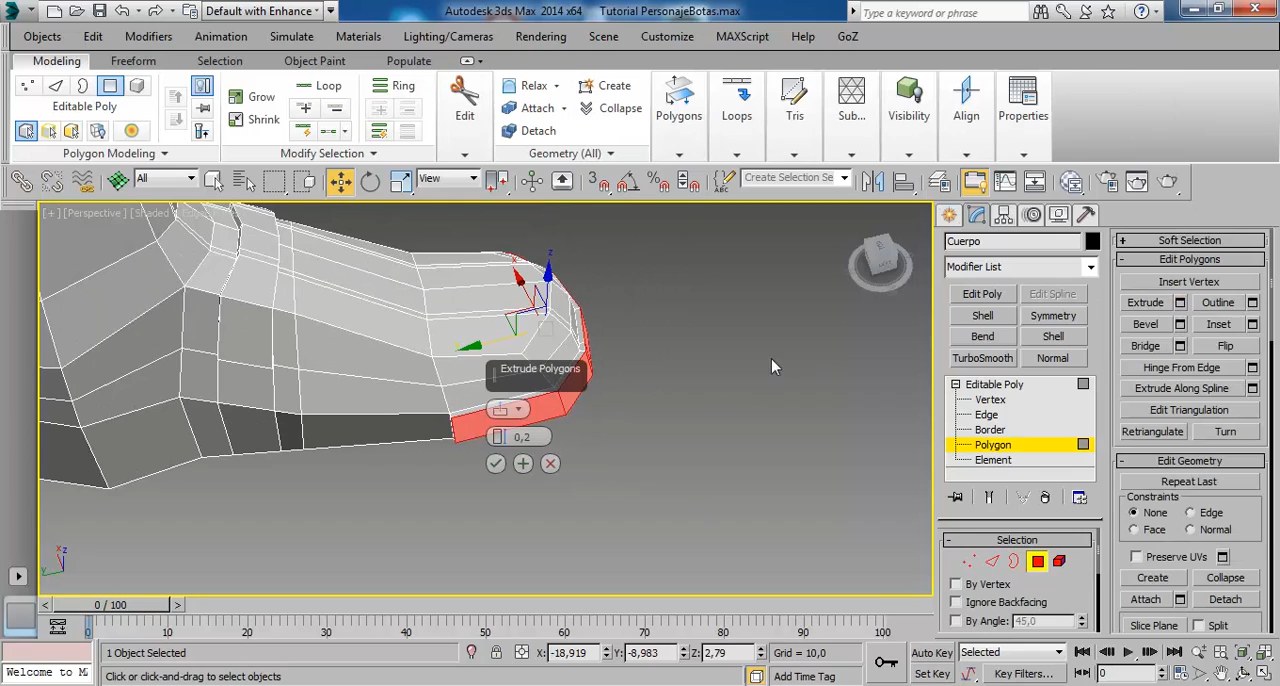 Default with Enhance
Autodesk 3ds Max 2014 x64
Tutorial PersonajeBotas.max
Type a keyword or phrase
Objects
Edit
Modifiers
Animation
Simulate
Materials
Lighting/Cameras
Rendering
Scene
Customize
MAXScript
Help
GoZ
Modeling
Freeform
Selection
Object Paint
Populate
Editable Poly
Polygon Modeling
Grow
Shrink
Loop
Ring
Modify Selection
Edit
Relax
Create
Attach
Collapse
Detach
Geometry (All)
Polygons
Loops
Tris
Sub...
Visibility
Align
Properties
All
View
Create Selection Se
[+] [Perspective] [Shaded
Extrude Polygons
0,2
Cuerpo
Modifier List
Edit Poly
Edit Spline
Shell
Symmetry
Bend
Shell
TurboSmooth
Normal
Editable Poly
Vertex
Edge
Border
Polygon
Element
Selection
By Vertex
Ignore Backfacing
By Angle:
45,0
Soft Selection
Edit Polygons
Insert Vertex
Extrude
Outline
Bevel
Inset
Bridge
Flip
Hinge From Edge
Extrude Along Spline
Edit Triangulation
Retriangulate
Turn
Edit Geometry
Repeat Last
Constraints
None
Edge
Face
Normal
Preserve UVs
Create
Collapse
Attach
Detach
Slice Plane
Split
0 / 100
0
10
20
30
40
50
60
70
80
90
100
1 Object Selected
X: -18,919
Y: -8,983
Z: 2,79
Grid = 10,0
Auto Key
Selected
Welcome to M
Click or click-and-drag to select objects
Add Time Tag
Set Key
Key Filters...
0